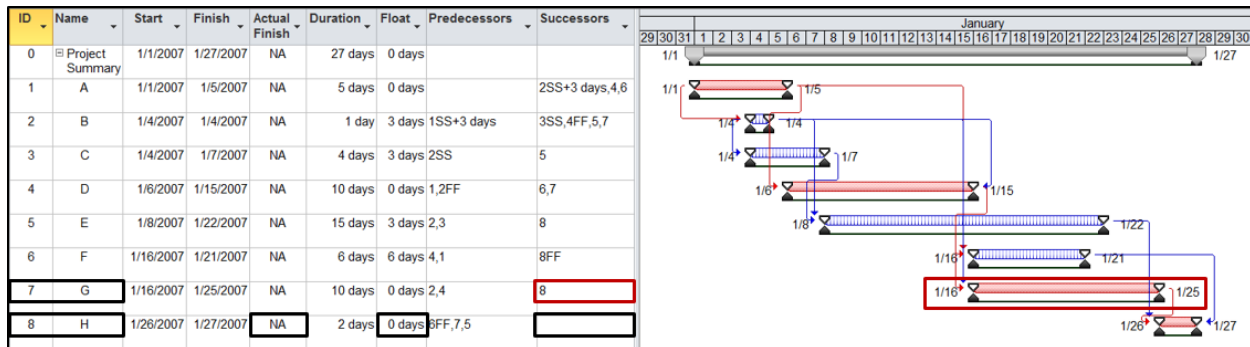 ID Name Start Finish Actual Finish Duration Float Predecessors Successors
0 Project Summary 1/1/2007 1/27/2007 NA 27 days 0 days
1 A 1/1/2007 1/5/2007 NA 5 days 0 days 2SS+3 days,4,6
2 B 1/4/2007 1/4/2007 NA 1 day 3 days 1SS+3 days 3SS,4FF,5,7
3 C 1/4/2007 1/7/2007 NA 4 days 3 days 2SS 5
4 D 1/6/2007 1/15/2007 NA 10 days 0 days 1,2FF 6,7
5 E 1/8/2007 1/22/2007 NA 15 days 3 days 2,3 8
6 F 1/16/2007 1/21/2007 NA 6 days 6 days 4,1 8FF
7 G 1/16/2007 1/25/2007 NA 10 days 0 days 2,4 8
8 H 1/26/2007 1/27/2007 NA 2 days 0 days 6FF,7,5
January
29 30 31 1 2 3 4 5 6 7 8 9 10 11 12 13 14 15 16 17 18 19 20 21 22 23 24 25 26 27 28 29 30
1/1 1/27
1/1 1/5
1/4 1/4
1/4 1/7
1/6 1/15
1/8 1/22
1/16 1/21
1/16 1/25
1/26 1/27